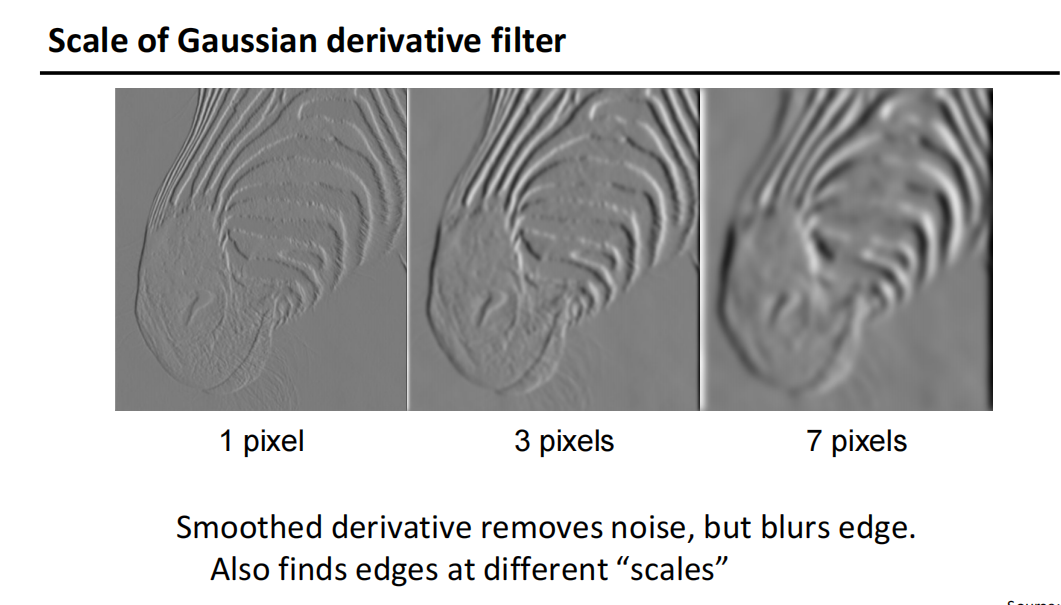 Scale of Gaussian derivative filter
1 pixel
3 pixels
7 pixels
Smoothed derivative removes noise, but blurs edge.
Also finds edges at different “scales”